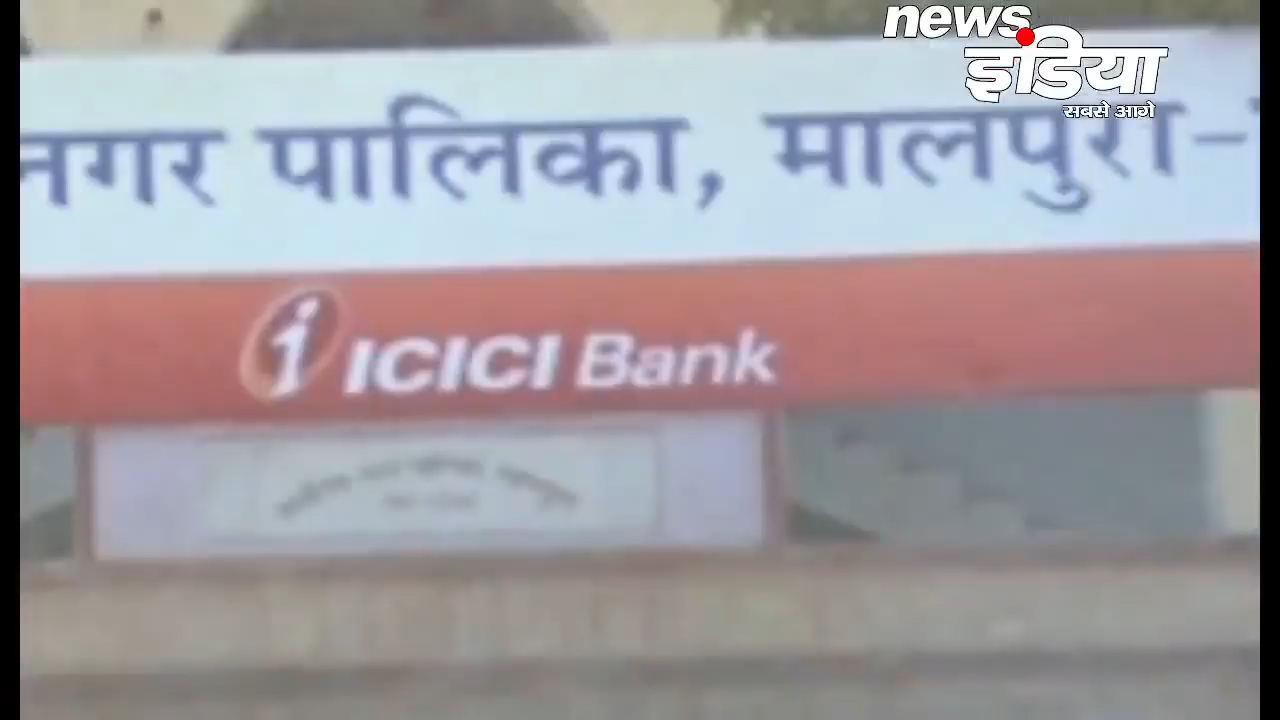 news
इंडिया
सबसे आगे
नगर पालिका, मालपुरा-
i ICICI Bank